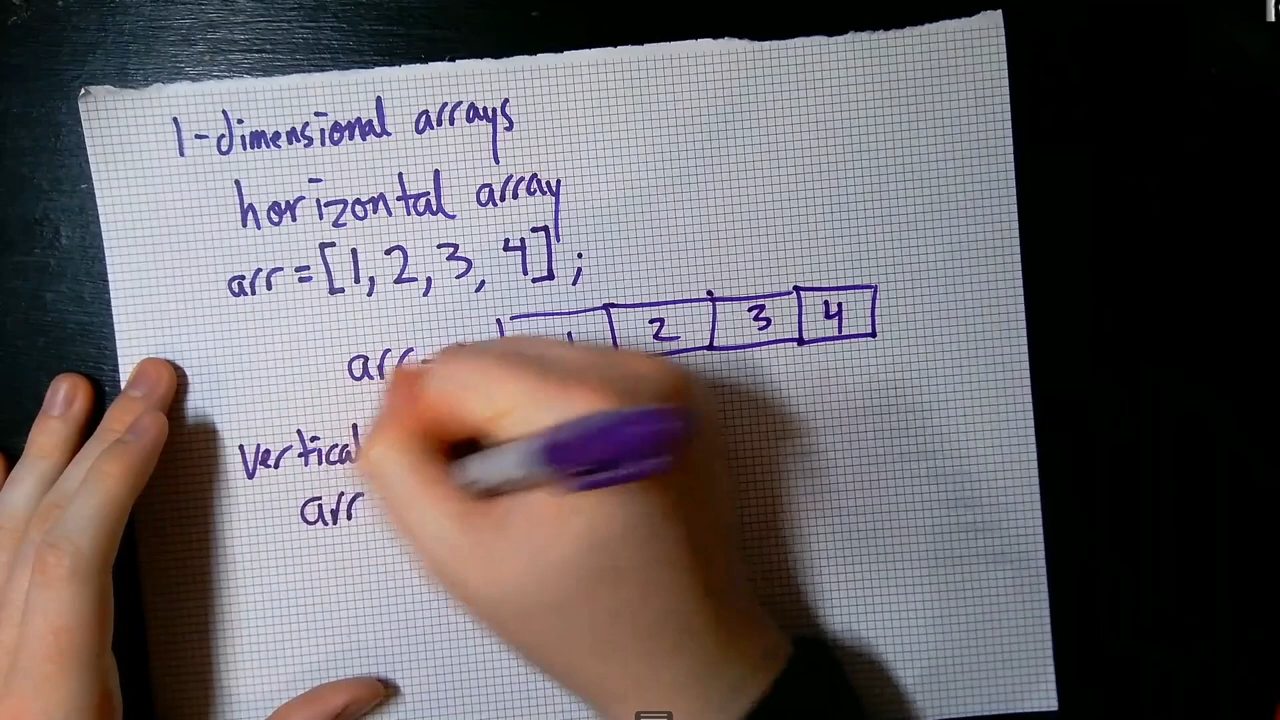 1-dimensional arrays
horizontal array
arr = [1, 2, 3, 4];
arr 2 3 4
vertical
arr